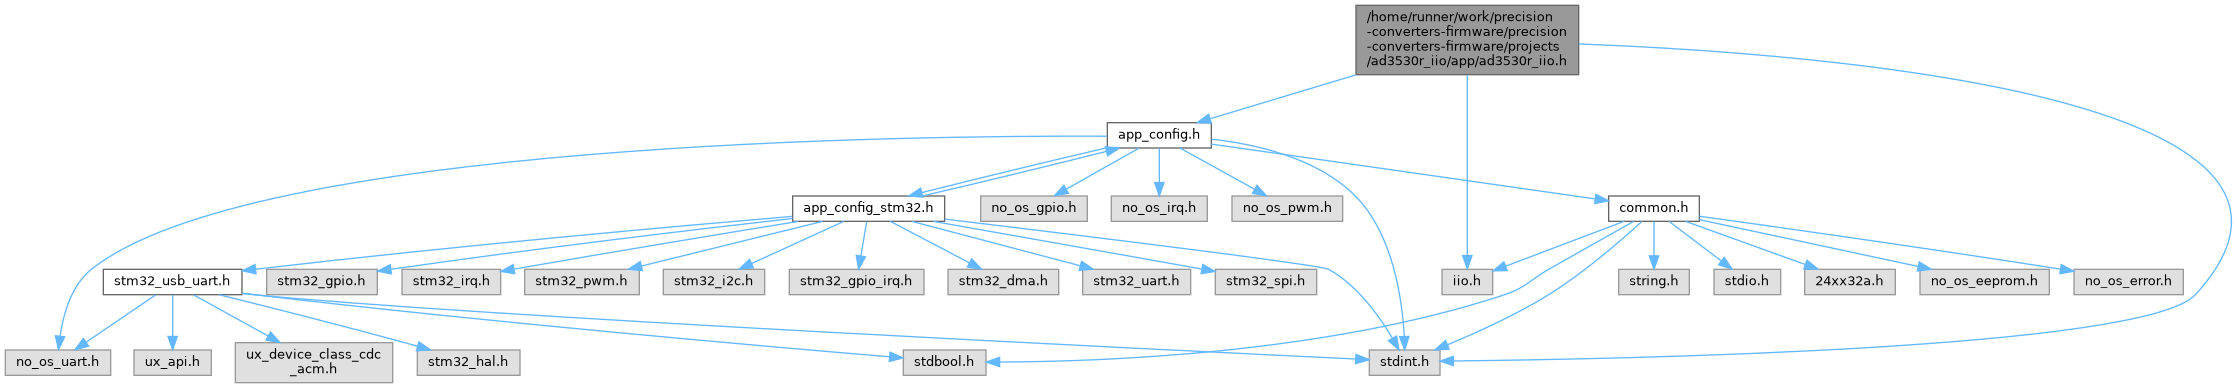 /home/runner/work/precision
-converters-firmware/precision
-converters-firmware/projects
/ad3530r_iio/app/ad3530r_iio.h
app_config.h
app_config_stm32.h
no_os_gpio.h
no_os_irq.h
no_os_pwm.h
common.h
stm32_usb_uart.h
stm32_gpio.h
stm32_irq.h
stm32_pwm.h
stm32_i2c.h
stm32_gpio_irq.h
stm32_dma.h
stm32_uart.h
stm32_spi.h
iio.h
string.h
stdio.h
24xx32a.h
no_os_eeprom.h
no_os_error.h
no_os_uart.h
ux_api.h
ux_device_class_cdc
_acm.h
stm32_hal.h
stdbool.h
stdint.h